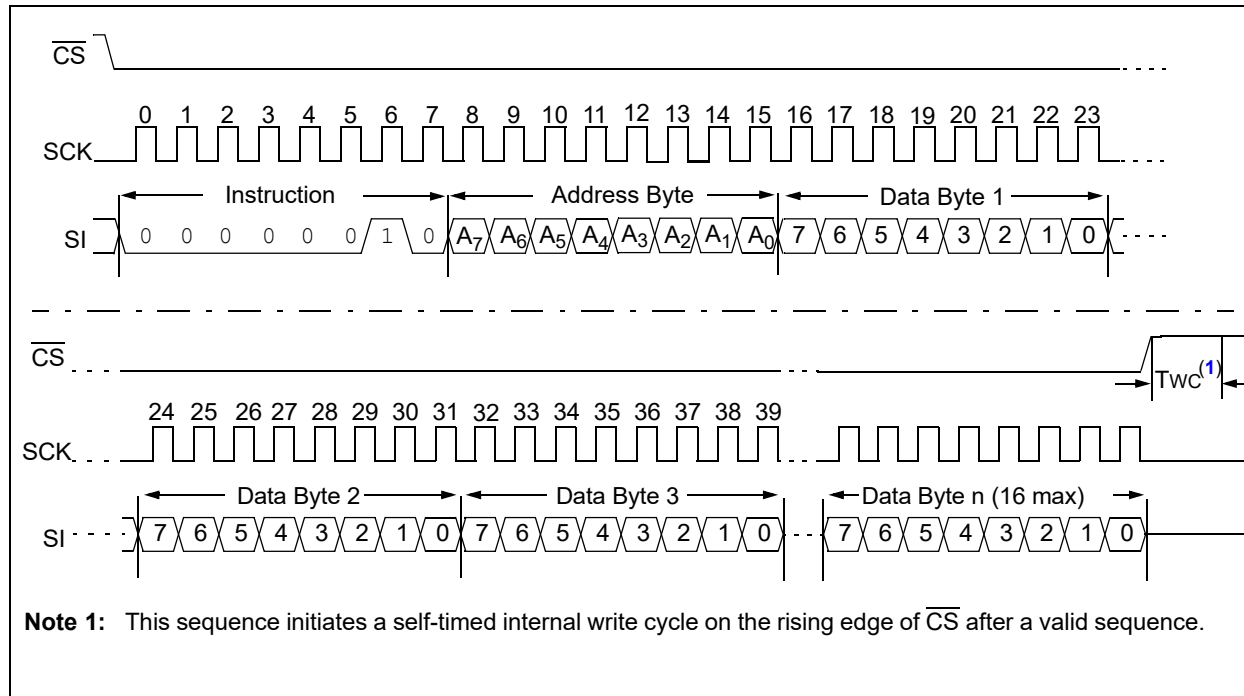 CS
0 1 2 3 4 5 6 7 8 9 10 11 12 13 14 15 16 17 18 19 20 21 22 23
SCK
Instruction Address Byte Data Byte 1
SI 0 0 0 0 0 0 1 0 A7 A6 A5 A4 A3 A2 A1 A0 7 6 5 4 3 2 1 0
CS
TWC(1)
24 25 26 27 28 29 30 31 32 33 34 35 36 37 38 39
SCK
Data Byte 2 Data Byte 3 Data Byte n (16 max)
SI 7 6 5 4 3 2 1 0 7 6 5 4 3 2 1 0 7 6 5 4 3 2 1 0
Note 1: This sequence initiates a self-timed internal write cycle on the rising edge of CS after a valid sequence.